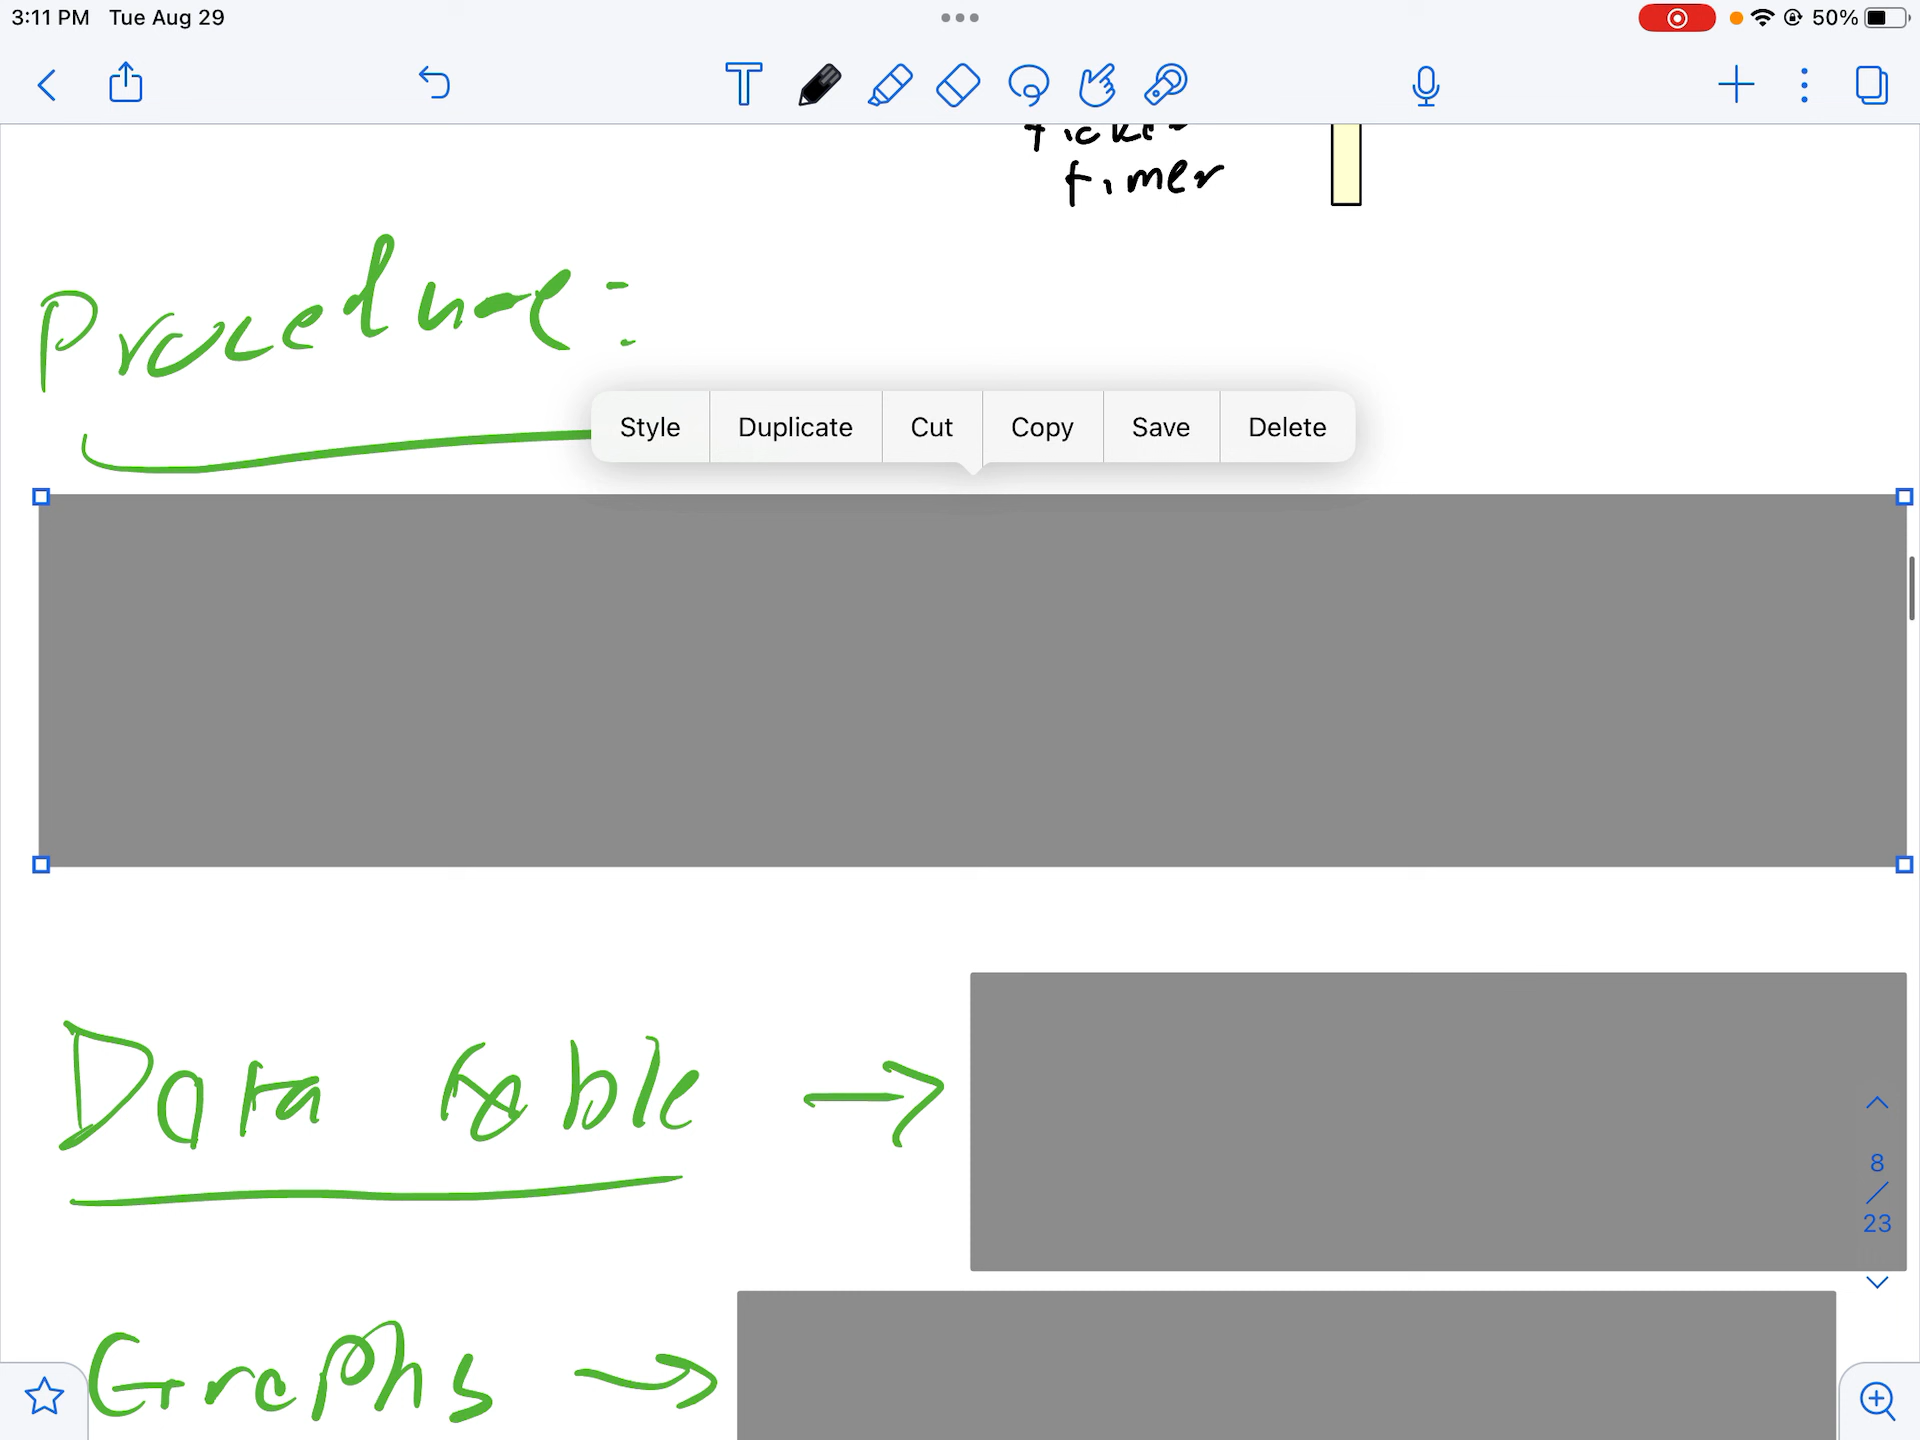 3:11 PM Tue Aug 29
50%
T
timer
Procedure:
Style Duplicate Cut Copy Save Delete
Data table →
8
/
23
Graphs →